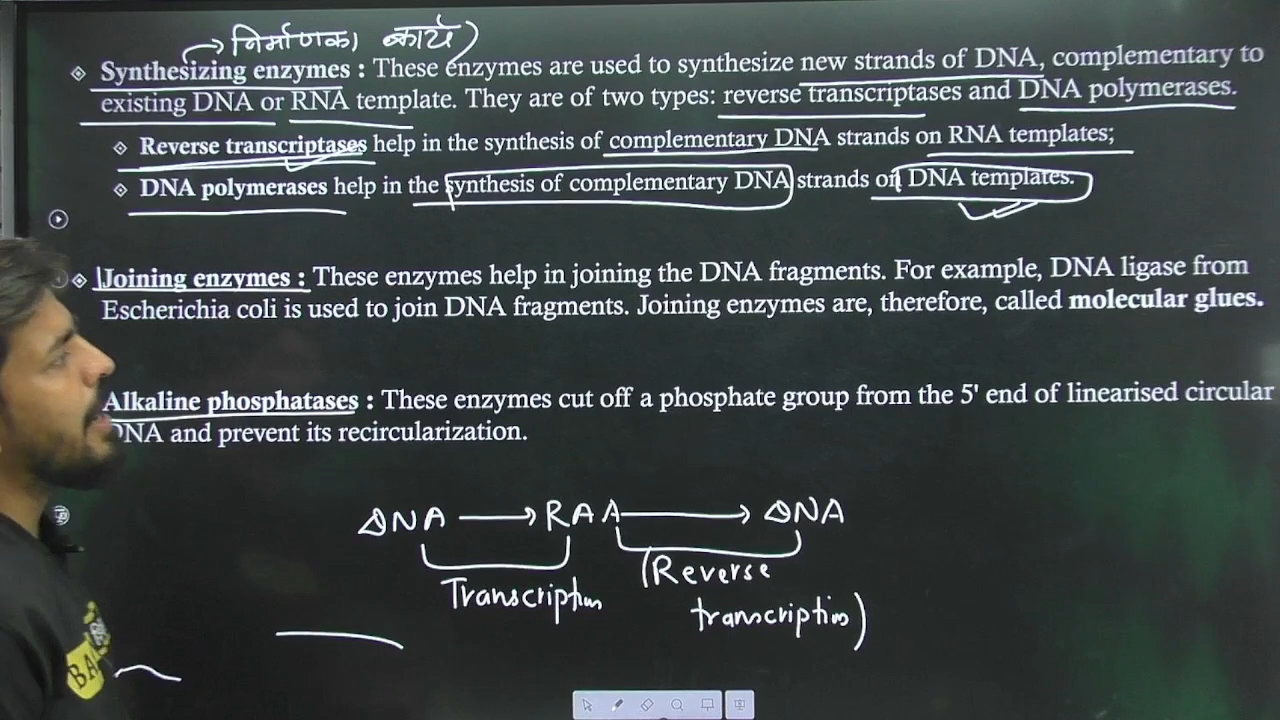 निर्माणक। कार्य)
Synthesizing enzymes : These enzymes are used to synthesize new strands of DNA, complementary to
existing DNA or RNA template. They are of two types: reverse transcriptases and DNA polymerases.
Reverse transcriptases help in the synthesis of complementary DNA strands on RNA templates;
DNA polymerases help in the synthesis of complementary DNA strands on DNA templates.
Joining enzymes : These enzymes help in joining the DNA fragments. For example, DNA ligase from
Escherichia coli is used to join DNA fragments. Joining enzymes are, therefore, called molecular glues.
Alkaline phosphatases : These enzymes cut off a phosphate group from the 5' end of linearised circular
DNA and prevent its recircularization.
DNA → RAA → DNA
Transcription (Reverse
transcription)
BA